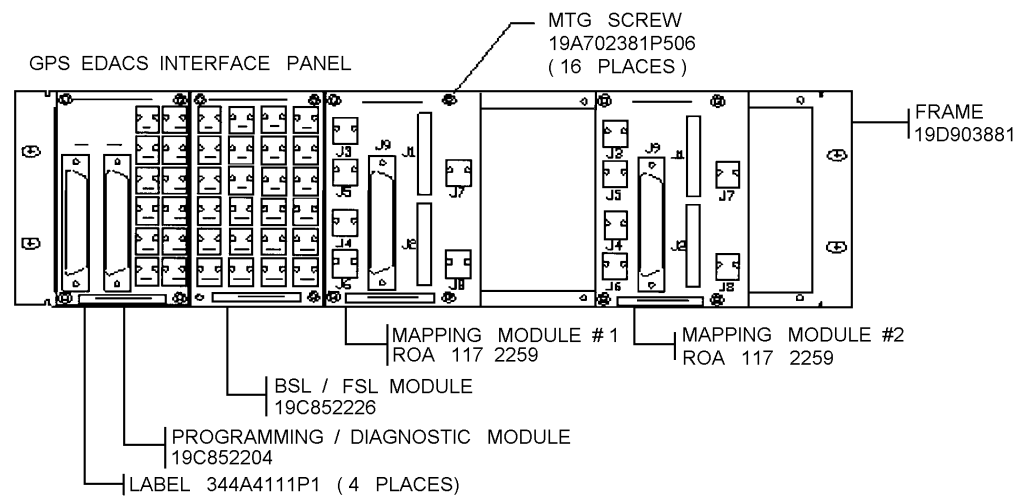 MTG SCREW
19A702381P506
( 16 PLACES )
GPS EDACS INTERFACE PANEL
FRAME
19D903881
J3
J9
J1
J5
J7
J4
J6
J8
J2
J9
J1
J5
J7
J4
J6
J8
MAPPING MODULE # 1
ROA 117 2259
MAPPING MODULE #2
ROA 117 2259
BSL / FSL MODULE
19C852226
PROGRAMMING / DIAGNOSTIC MODULE
19C852204
LABEL 344A4111P1 ( 4 PLACES)